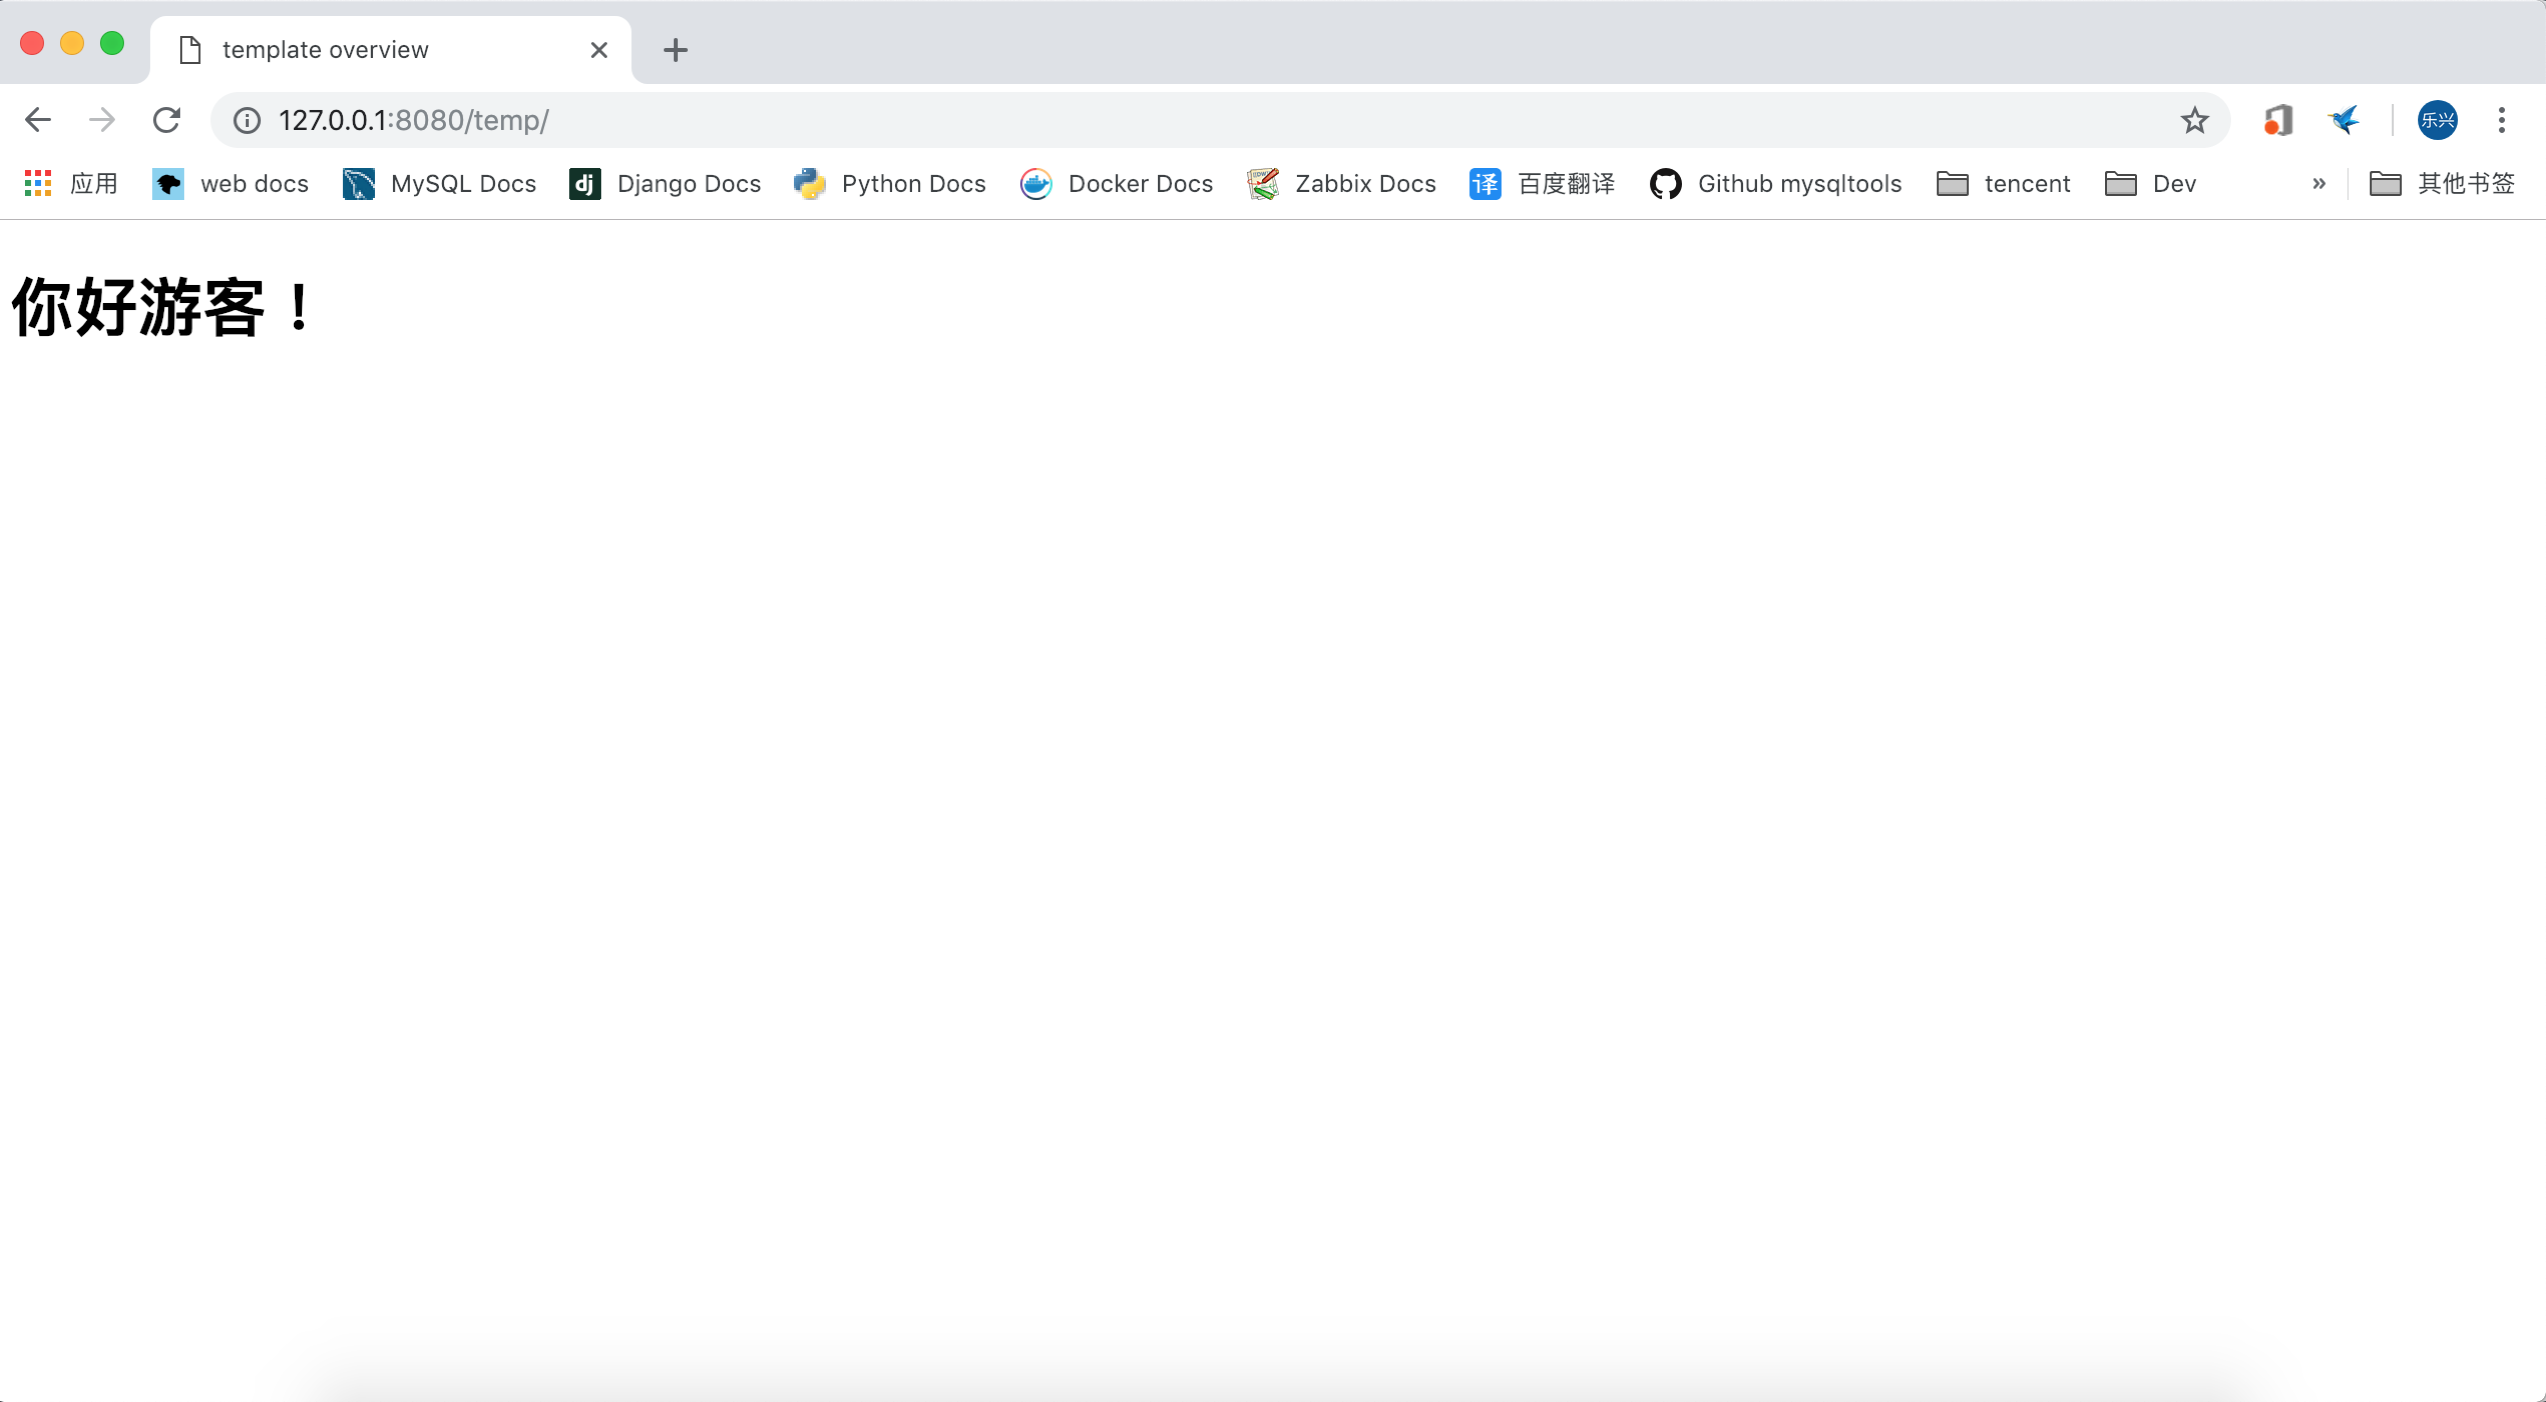 template overview
127.0.0.1:8080/temp/
乐兴
应用 web docs MySQL Docs dj Django Docs Python Docs Docker Docs Zabbix Docs 译 百度翻译 Github mysqltools tencent Dev » 其他书签
你好游客！